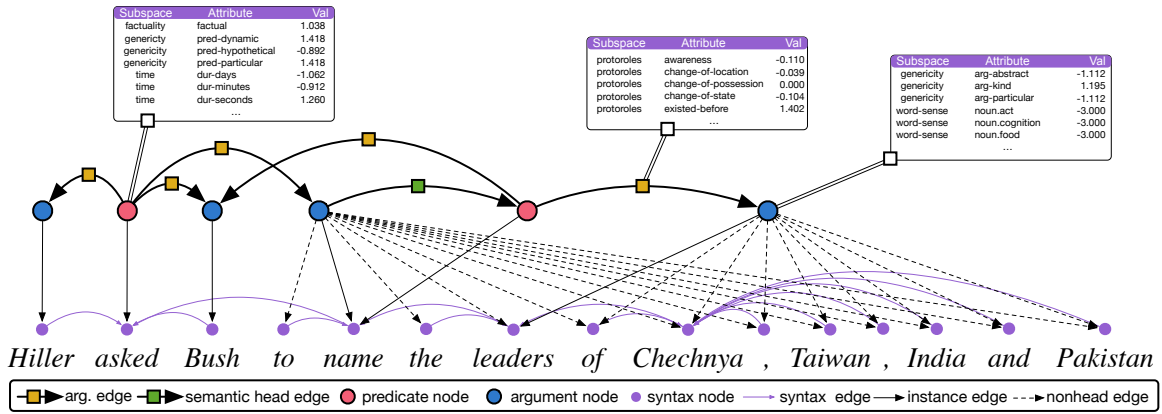 Subspace Attribute Val
factuality factual 1.038
genericity pred-dynamic 1.418
genericity pred-hypothetical -0.892
genericity pred-particular 1.418
time dur-days -1.062
time dur-minutes -0.912
time dur-seconds 1.260
...
Subspace Attribute Val
protoroles awareness -0.110
protoroles change-of-location -0.039
protoroles change-of-possession 0.000
protoroles change-of-state -0.104
protoroles existed-before 1.402
...
Subspace Attribute Val
genericity arg-abstract -1.112
genericity arg-kind 1.195
genericity arg-particular -1.112
word-sense noun.act -3.000
word-sense noun.cognition -3.000
word-sense noun.food -3.000
...
Hiller asked Bush to name the leaders of Chechnya , Taiwan , India and Pakistan
arg. edge semantic head edge predicate node argument node syntax node syntax edge instance edge nonhead edge